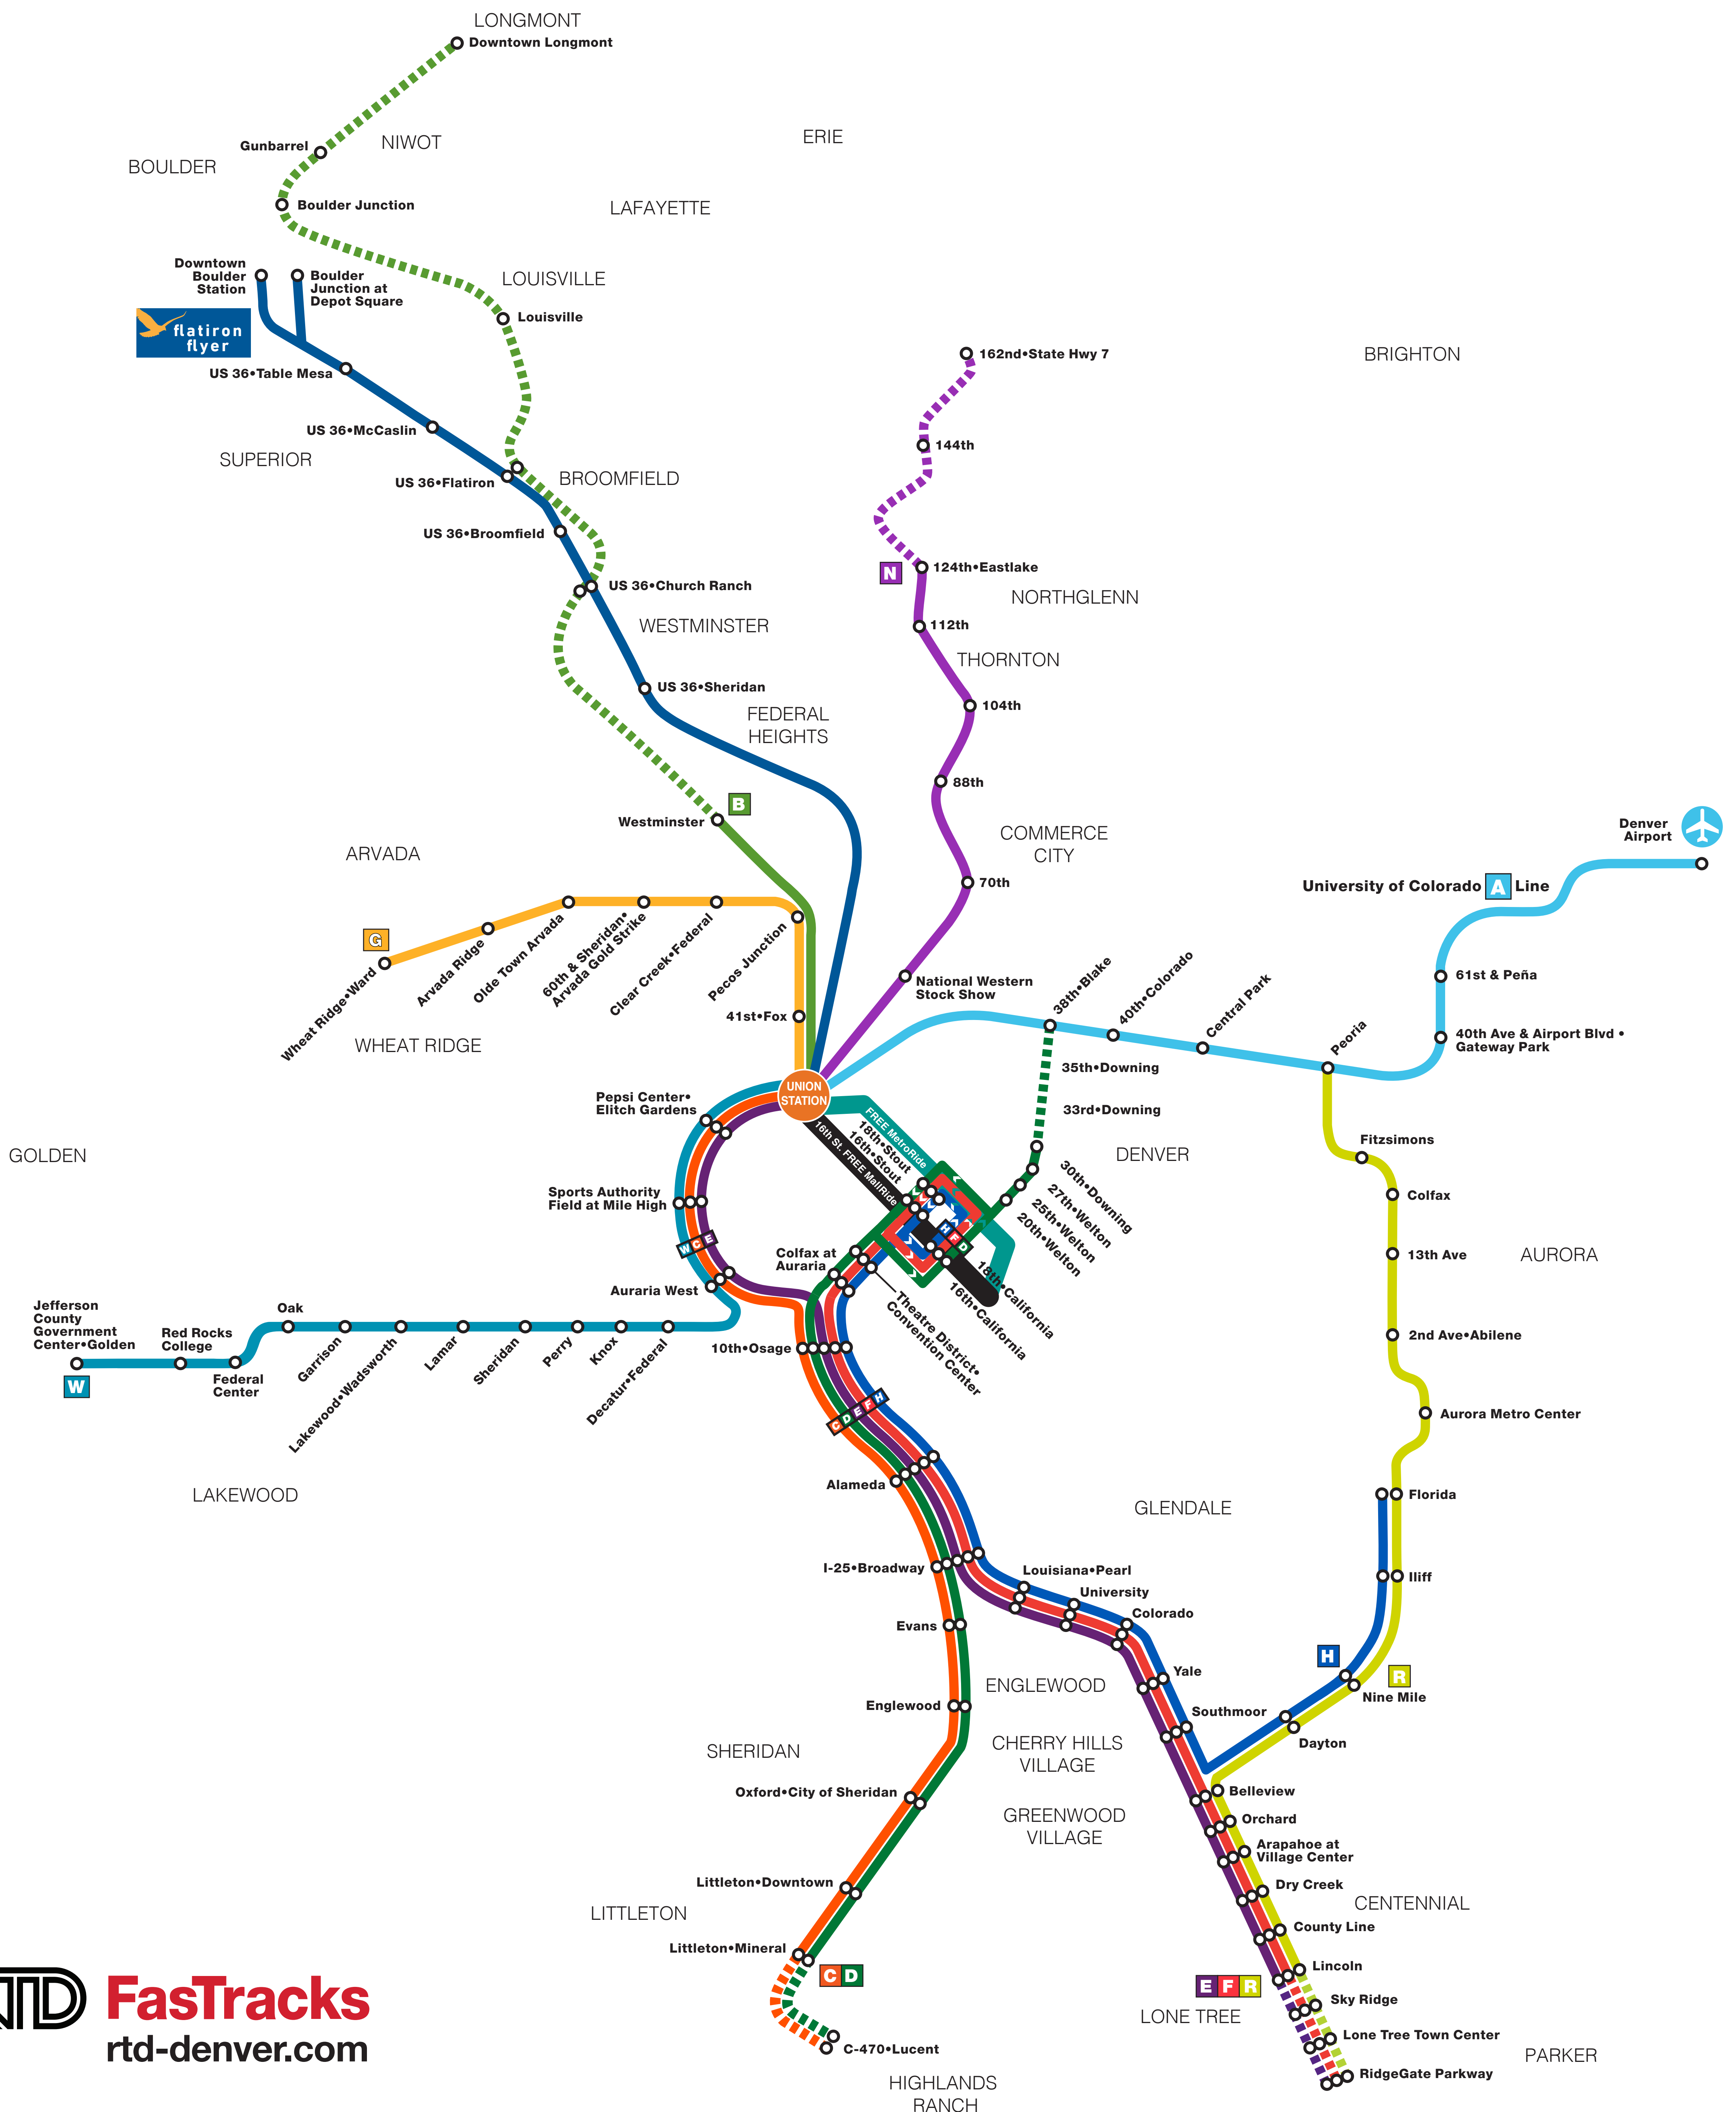 LONGMONT
Downtown Longmont
Gunbarrel
NIWOT
ERIE
BOULDER
Boulder Junction
LAFAYETTE
Downtown
Boulder
Station
Boulder
Junction at
Depot Square
LOUISVILLE
Louisville
flatiron
flyer
US 36•Table Mesa
162nd•State Hwy 7
BRIGHTON
US 36•McCaslin
144th
SUPERIOR
US 36•Flatiron
BROOMFIELD
US 36•Broomfield
N
124th•Eastlake
US 36•Church Ranch
NORTHGLENN
WESTMINSTER
112th
THORNTON
US 36•Sheridan
104th
FEDERAL
HEIGHTS
88th
B
Westminster
COMMERCE
CITY
Denver
Airport
ARVADA
70th
University of Colorado A Line
G
Wheat Ridge•Ward
Arvada Ridge
Olde Town Arvada
60th & Sheridan•
Arvada Gold Strike
Clear Creek•Federal
Pecos Junction
41st•Fox
WHEAT RIDGE
National Western
Stock Show
38th•Blake
40th•Colorado
Central Park
Peoria
61st & Peña
40th Ave & Airport Blvd •
Gateway Park
35th•Downing
33rd•Downing
UNION
STATION
Pepsi Center•
Elitch Gardens
FREE MetroRide
16th St. FREE MallRide
18th•Stout
16th•Stout
GOLDEN
DENVER
30th•Downing
27th•Welton
25th•Welton
20th•Welton
Fitzsimons
Colfax
Sports Authority
Field at Mile High
W C E
H F D
Colfax at
Auraria
13th Ave
AURORA
Auraria West
18th•California
16th•California
Theatre District•
Convention Center
Jefferson
County
Government
Center•Golden
W
Red Rocks
College
Federal
Center
Oak
Garrison
Lakewood•Wadsworth
Lamar
Sheridan
Perry
Knox
Decatur•Federal
10th•Osage
2nd Ave•Abilene
C D E F H
Aurora Metro Center
LAKEWOOD
Alameda
GLENDALE
Florida
I-25•Broadway
Louisiana•Pearl
Iliff
University
Colorado
Evans
H
R
Yale
ENGLEWOOD
Nine Mile
Englewood
Southmoor
Dayton
SHERIDAN
CHERRY HILLS
VILLAGE
Oxford•City of Sheridan
Belleview
GREENWOOD
VILLAGE
Orchard
Arapahoe at
Village Center
Littleton•Downtown
Dry Creek
CENTENNIAL
LITTLETON
County Line
Littleton•Mineral
C D
Lincoln
E F R
LONE TREE
Sky Ridge
Lone Tree Town Center
C-470•Lucent
PARKER
RidgeGate Parkway
HIGHLANDS
RANCH
TD FasTracks
rtd-denver.com